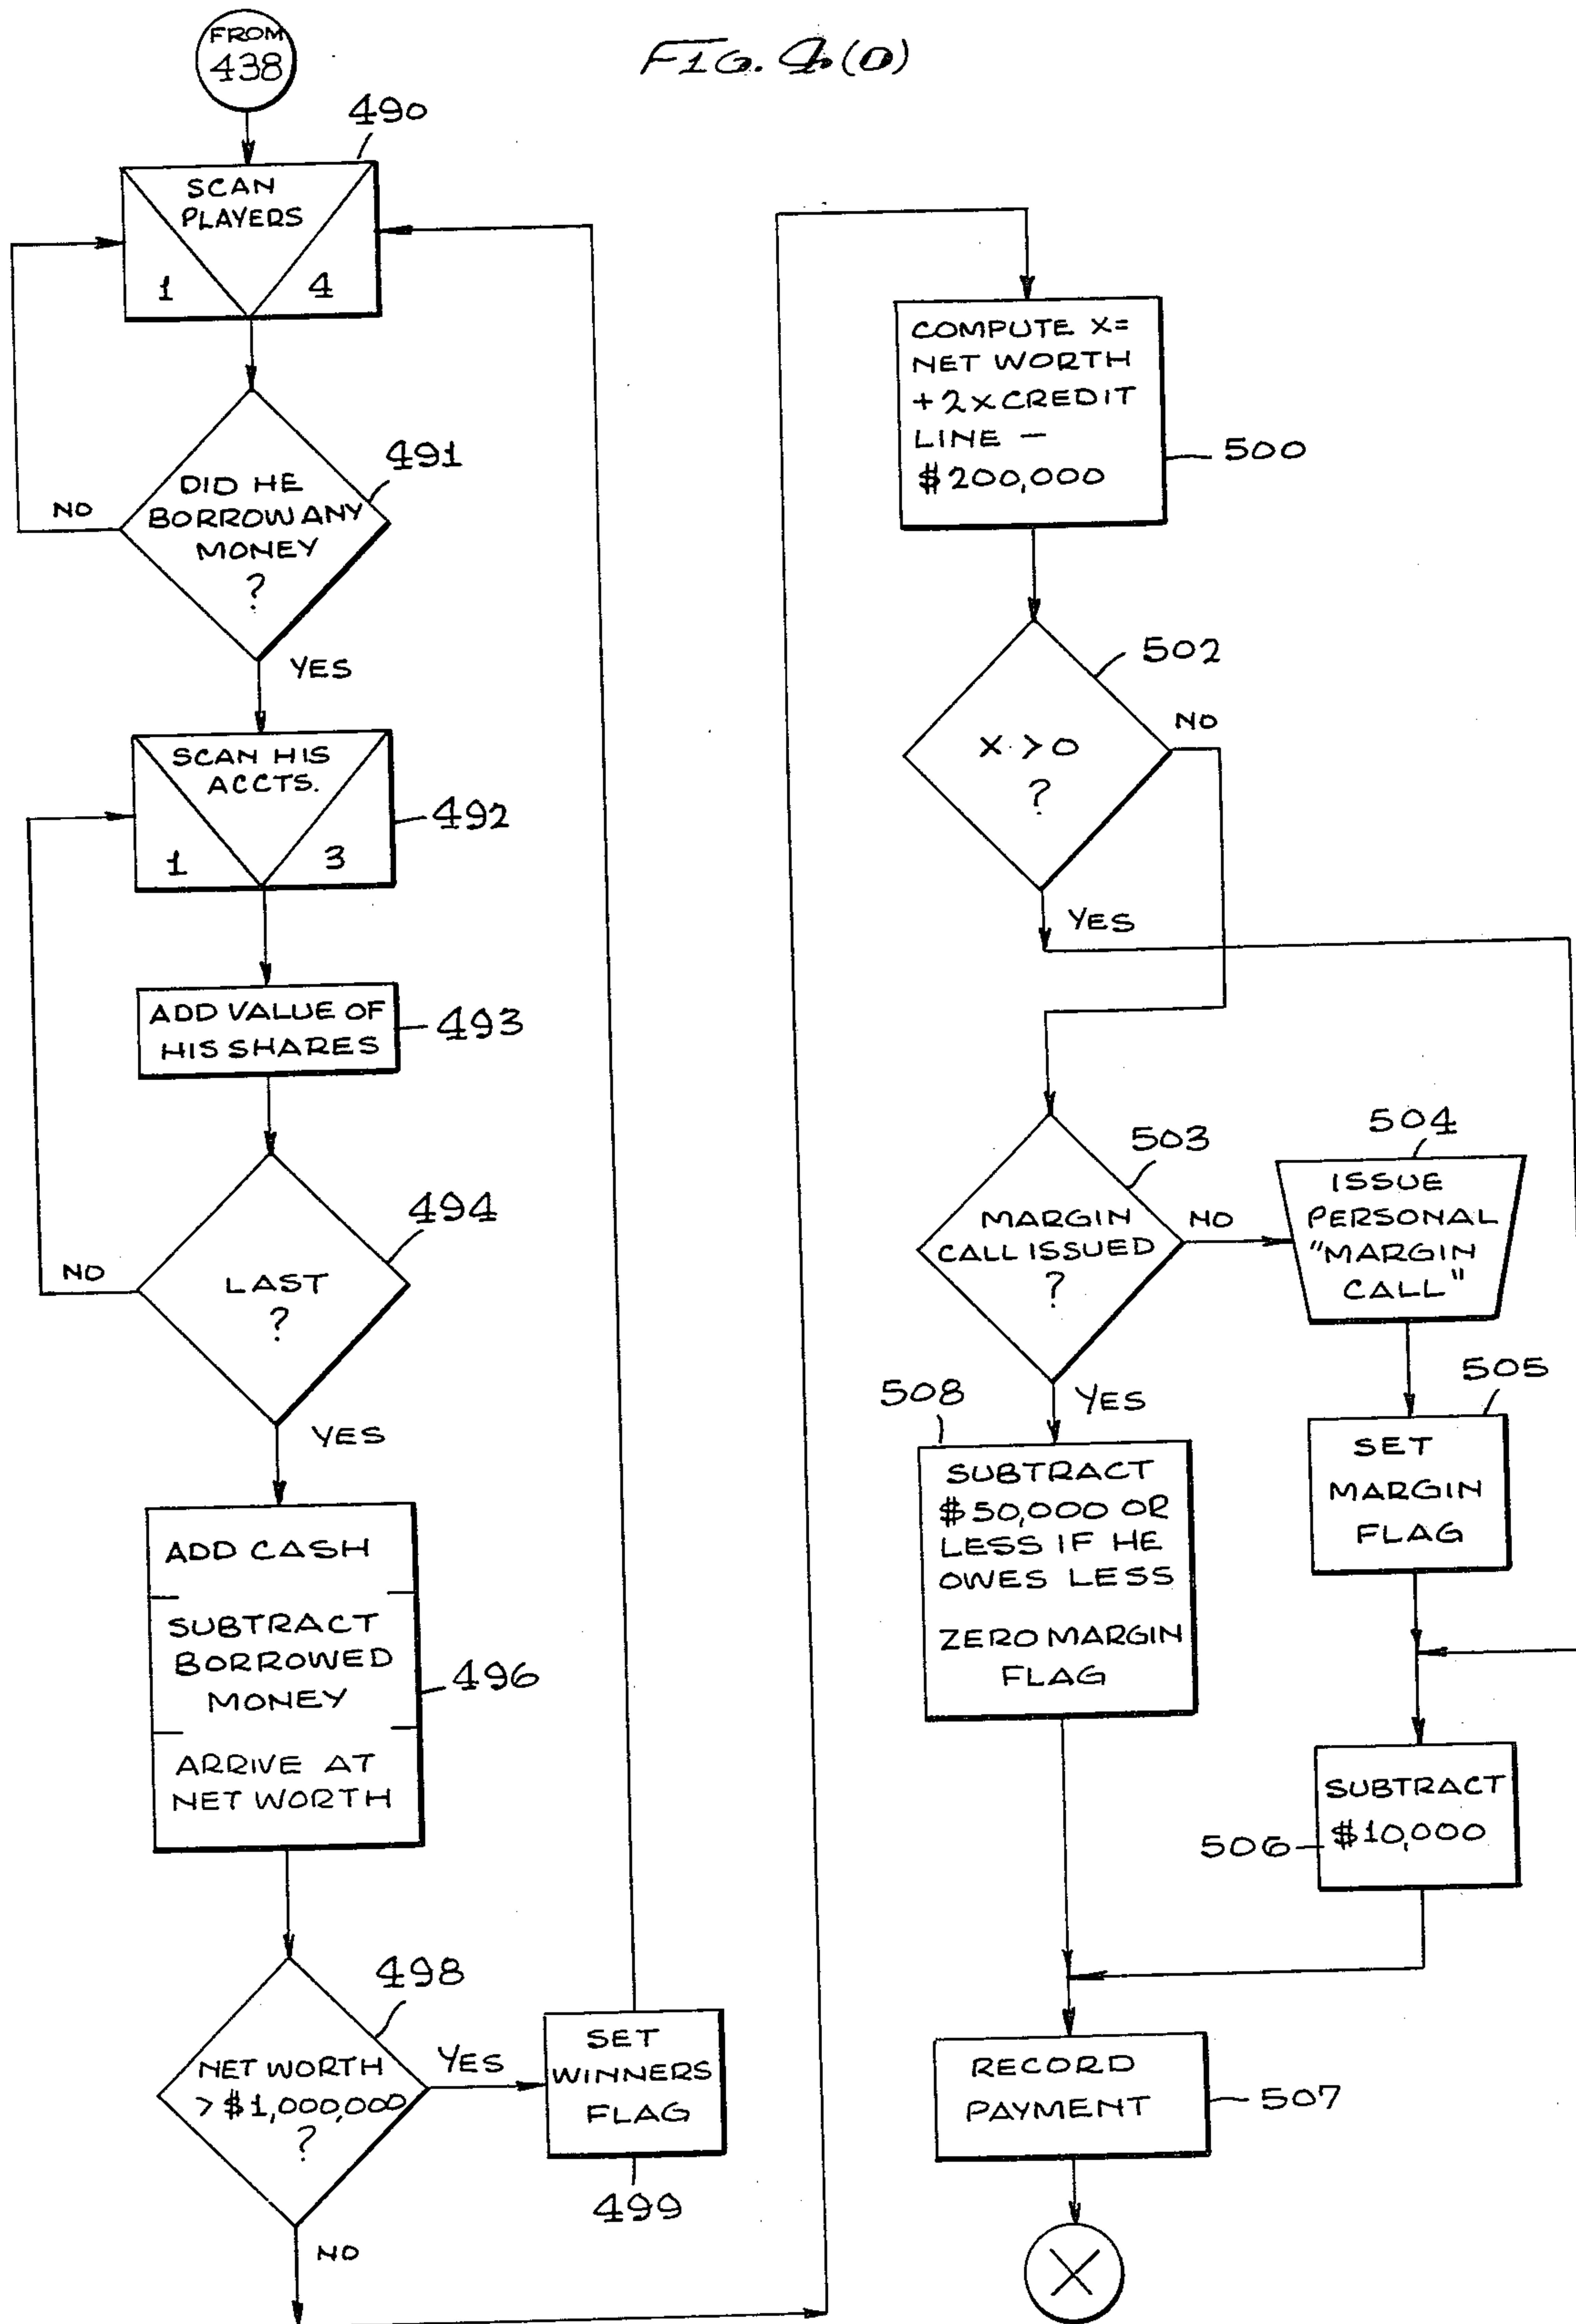 FROM
438
FIG. 9(O)
490
SCAN
PLAYERS
1
4
491
DID HE
BORROW ANY
MONEY
?
NO
YES
SCAN HIS
ACCTS.
492
1
3
ADD VALUE OF
HIS SHARES
493
494
LAST
?
NO
YES
ADD CASH
SUBTRACT
BORROWED
MONEY
496
ARRIVE AT
NET WORTH
498
NET WORTH
> $1,000,000
?
YES
NO
SET
WINNERS
FLAG
499
COMPUTE X=
NET WORTH
+2XCREDIT
LINE —
$200,000
500
502
X > 0
?
NO
YES
503
MARGIN
CALL ISSUED
?
NO
YES
504
ISSUE
PERSONAL
"MARGIN
CALL"
505
SET
MARGIN
FLAG
508
SUBTRACT
$50,000 OR
LESS IF HE
OWES LESS
ZERO MARGIN
FLAG
SUBTRACT
$10,000
506
RECORD
PAYMENT
507
X